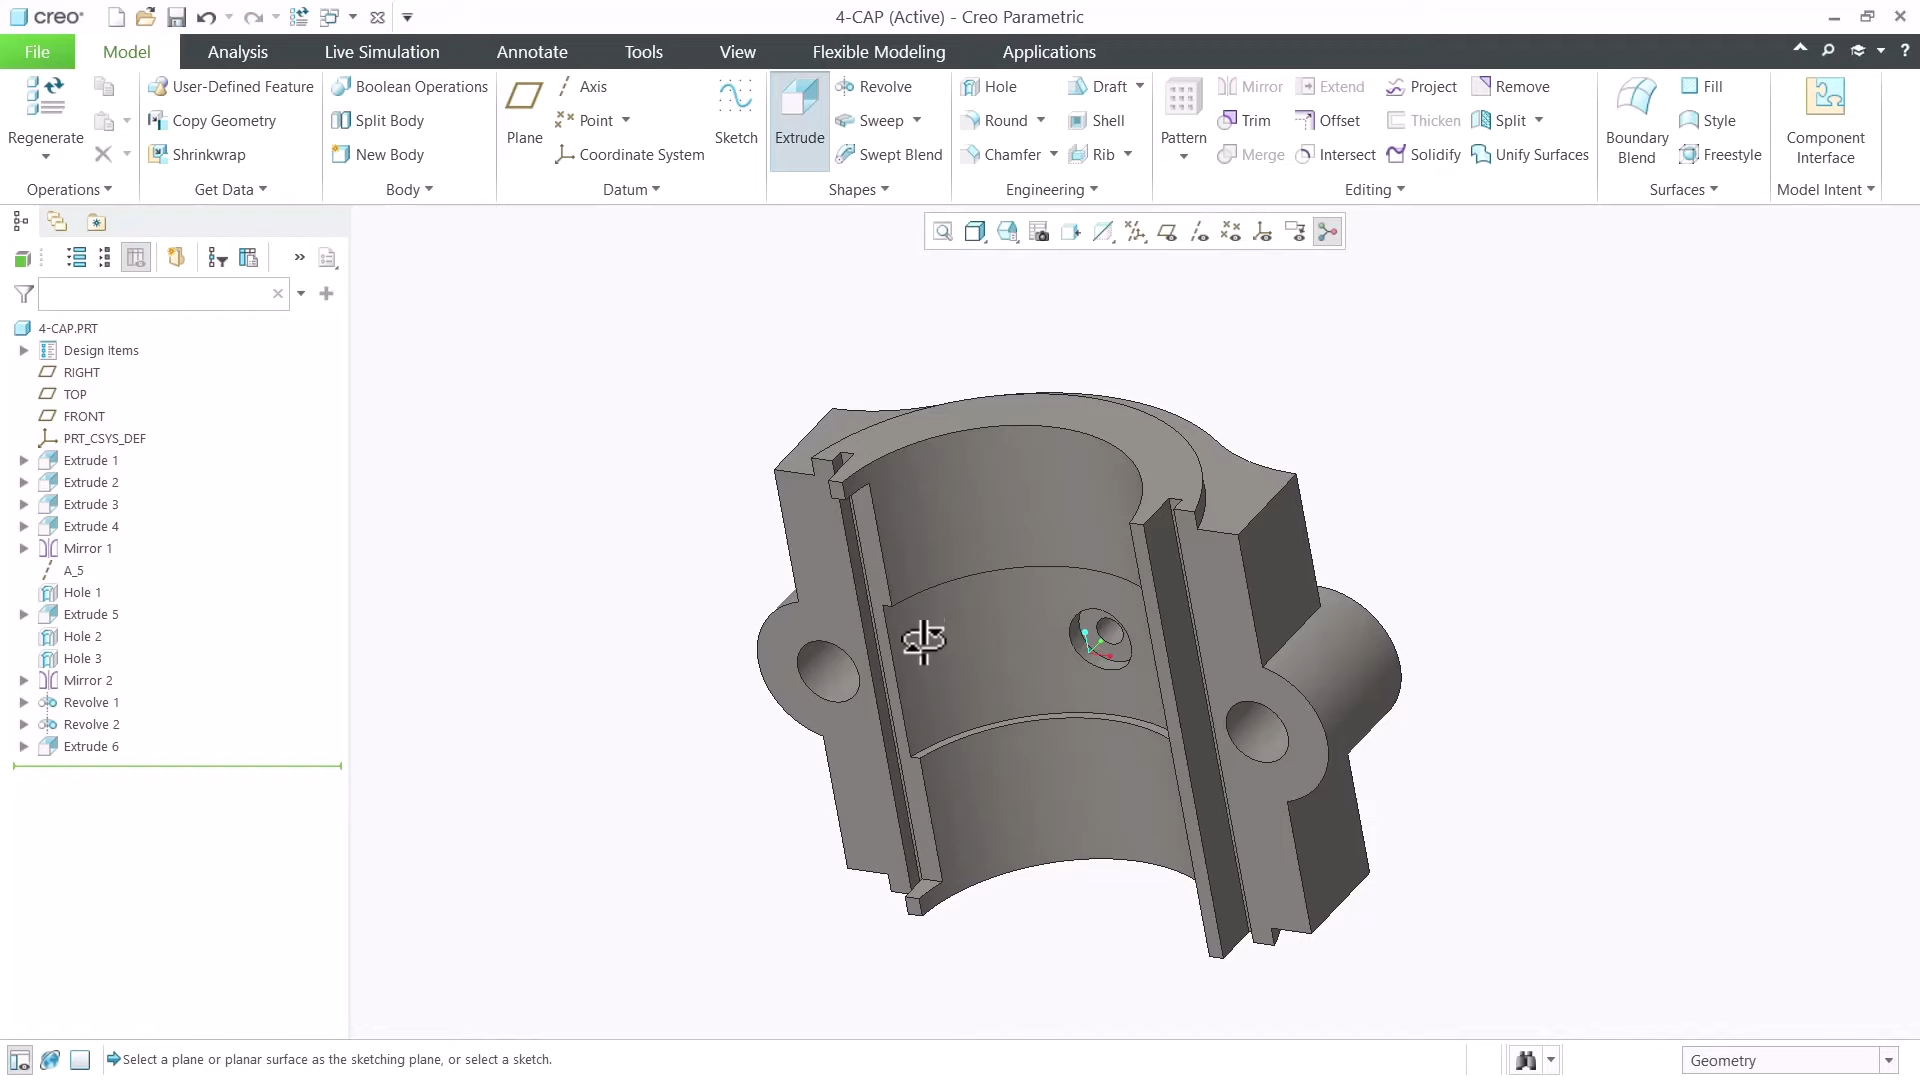 creo®
4-CAP (Active) - Creo Parametric
File Model Analysis Live Simulation Annotate Tools View Flexible Modeling Applications
Regenerate
Operations
User-Defined Feature
Copy Geometry
Shrinkwrap
Get Data
Boolean Operations
Split Body
New Body
Body
Plane
Axis
Point
Coordinate System
Sketch
Datum
Extrude
Revolve
Sweep
Swept Blend
Shapes
Hole
Round
Chamfer
Draft
Shell
Rib
Engineering
Pattern
Mirror
Trim
Merge
Extend
Offset
Intersect
Project
Thicken
Solidify
Remove
Split
Unify Surfaces
Editing
Boundary
Blend
Fill
Style
Freestyle
Surfaces
Component
Interface
Model Intent
4-CAP.PRT
Design Items
RIGHT
TOP
FRONT
PRT_CSYS_DEF
Extrude 1
Extrude 2
Extrude 3
Extrude 4
Mirror 1
A_5
Hole 1
Extrude 5
Hole 2
Hole 3
Mirror 2
Revolve 1
Revolve 2
Extrude 6
Select a plane or planar surface as the sketching plane, or select a sketch.
Geometry